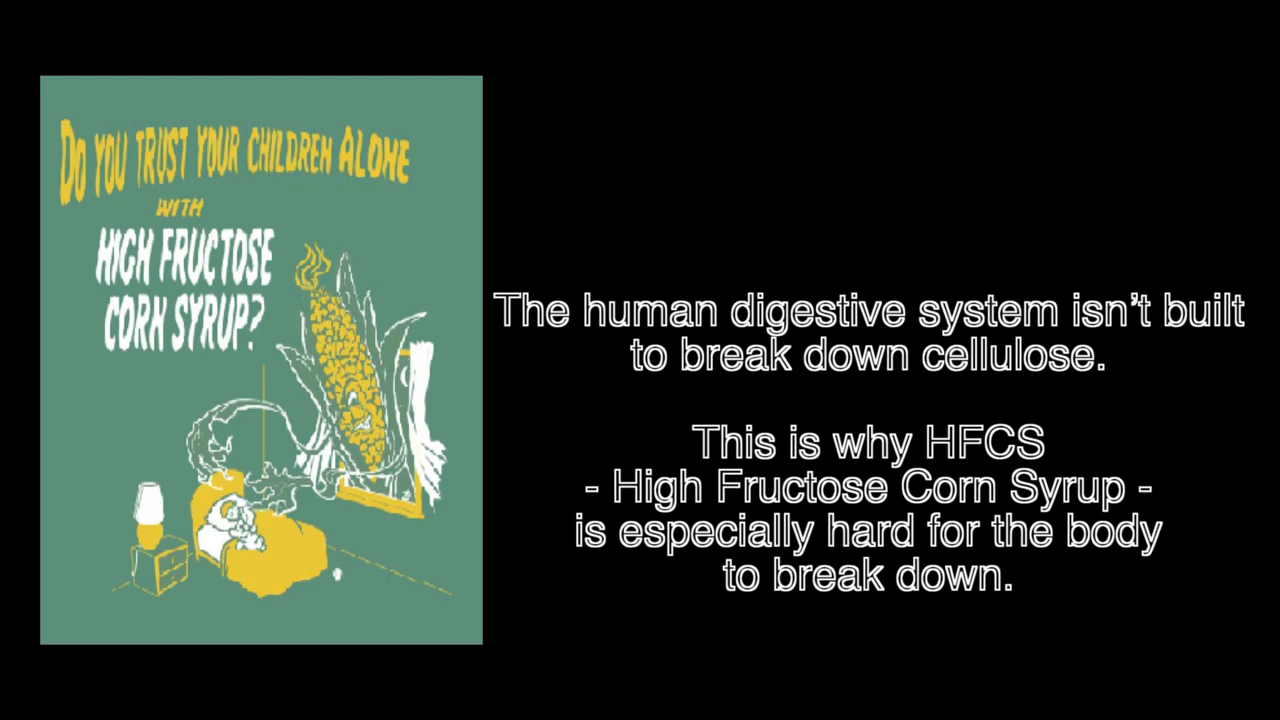 DO YOU TRUST YOUR CHILDREN ALONE
WITH
HIGH FRUCTOSE
CORN SYRUP?
The human digestive system isn't built
to break down cellulose.
This is why HFCS
- High Fructose Corn Syrup -
is especially hard for the body
to break down.